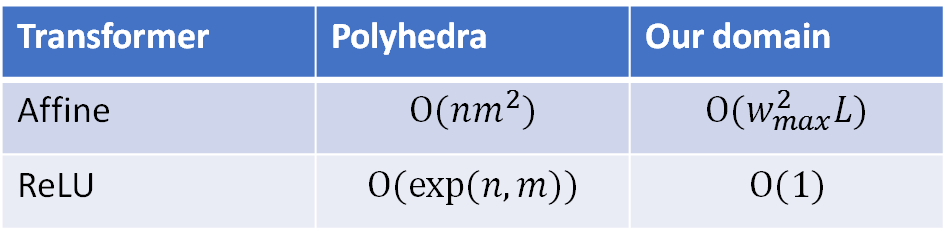 Transformer Polyhedra Our domain
Affine O(nm²) O(w²ₘₐₓL)
ReLU O(exp(n, m)) O(1)